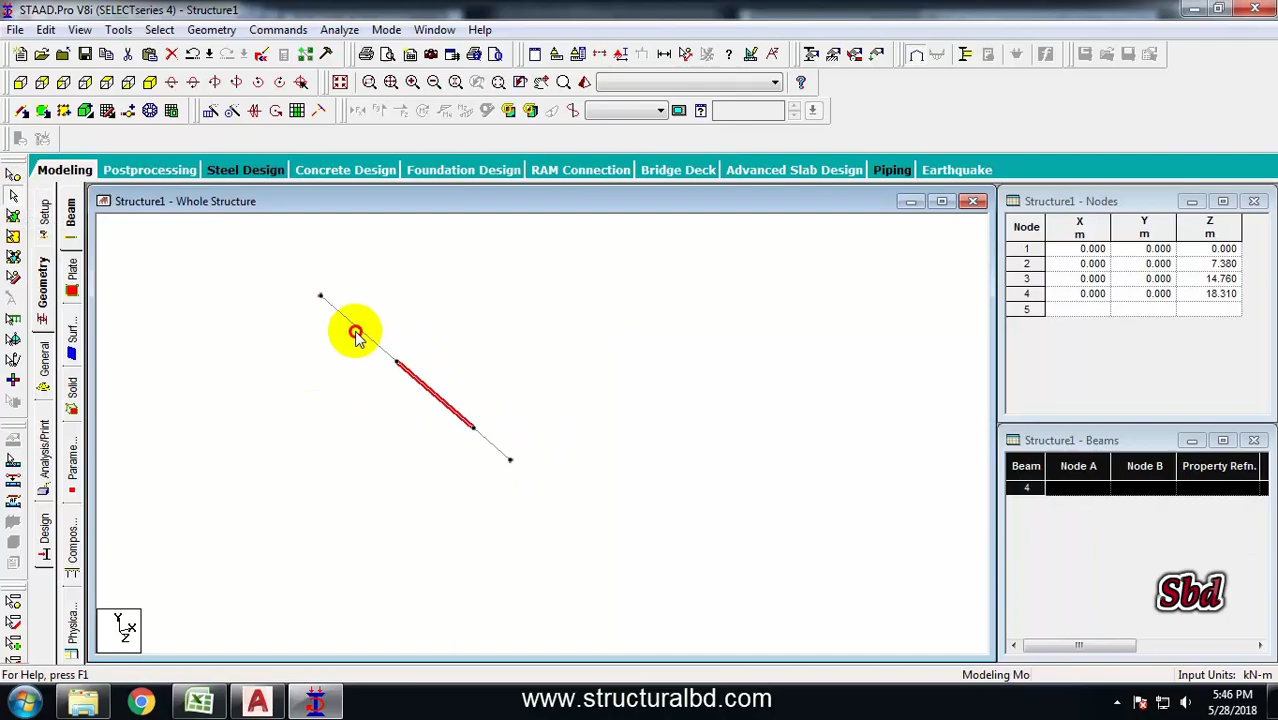 STAAD.Pro V8i (SELECTseries 4) - Structure1
File Edit View Tools Select Geometry Commands Analyze Mode Window Help
Modeling Postprocessing Steel Design Concrete Design Foundation Design RAM Connection Bridge Deck Advanced Slab Design Piping Earthquake
Structure1 - Whole Structure
Setup
Geometry
General
Analysis/Print
Design
Beam
Plate
Surf...
Solid
Parame...
Compos...
Physica...
Y
X
Z
Structure1 - Nodes
Node X m Y m Z m
1 0.000 0.000 0.000
2 0.000 0.000 7.380
3 0.000 0.000 14.760
4 0.000 0.000 18.310
5
Structure1 - Beams
Beam Node A Node B Property Refn.
4
Sbd
For Help, press F1
Modeling Mo
Input Units: kN-m
www.structuralbd.com
5:46 PM
5/28/2018